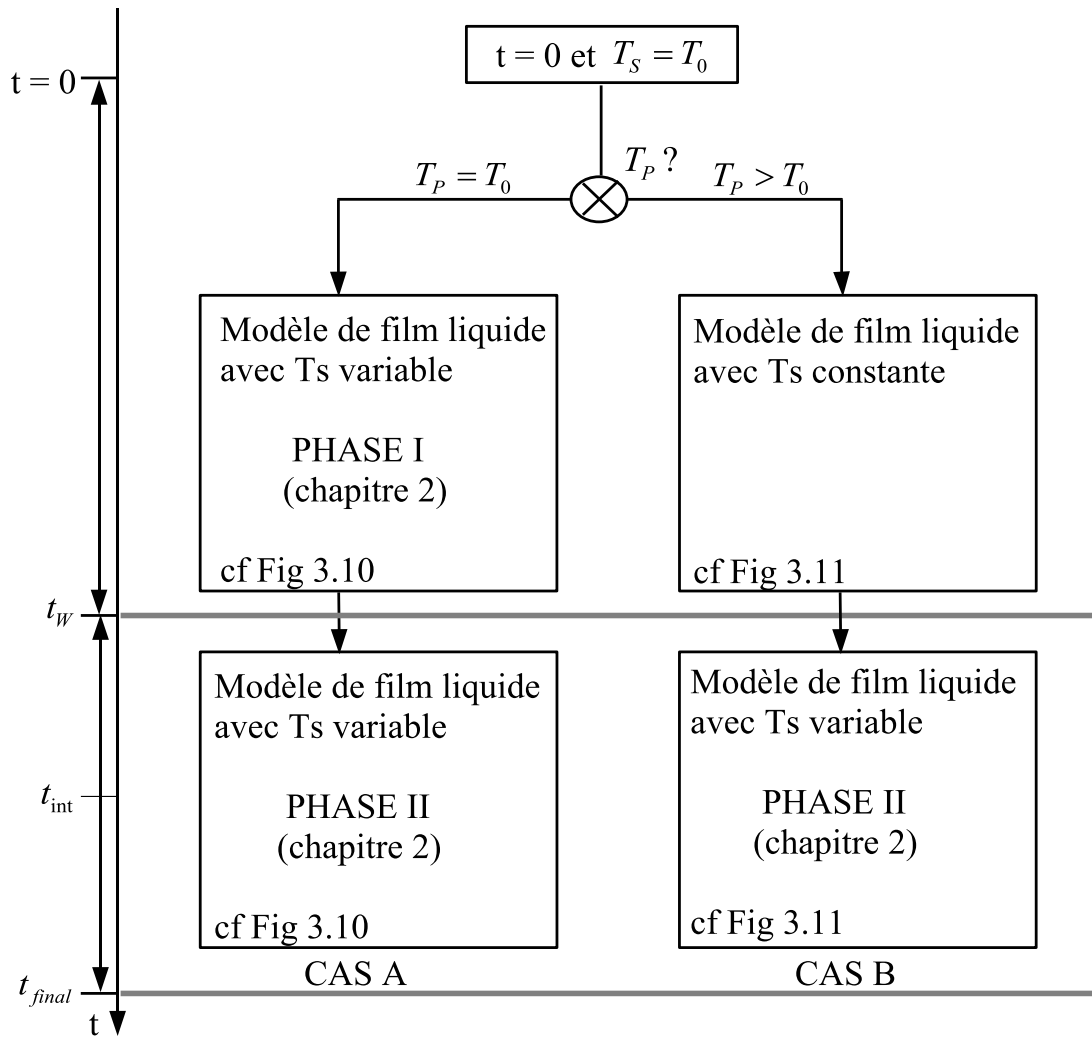 t = 0 et T_S = T_0
t = 0
T_P ?
T_P = T_0
T_P > T_0
Modèle de film liquide
avec Ts variable
PHASE I
(chapitre 2)
cf Fig 3.10
Modèle de film liquide
avec Ts constante
cf Fig 3.11
t_W
Modèle de film liquide
avec Ts variable
PHASE II
(chapitre 2)
cf Fig 3.10
CAS A
Modèle de film liquide
avec Ts variable
PHASE II
(chapitre 2)
cf Fig 3.11
CAS B
t_int
t_final
t